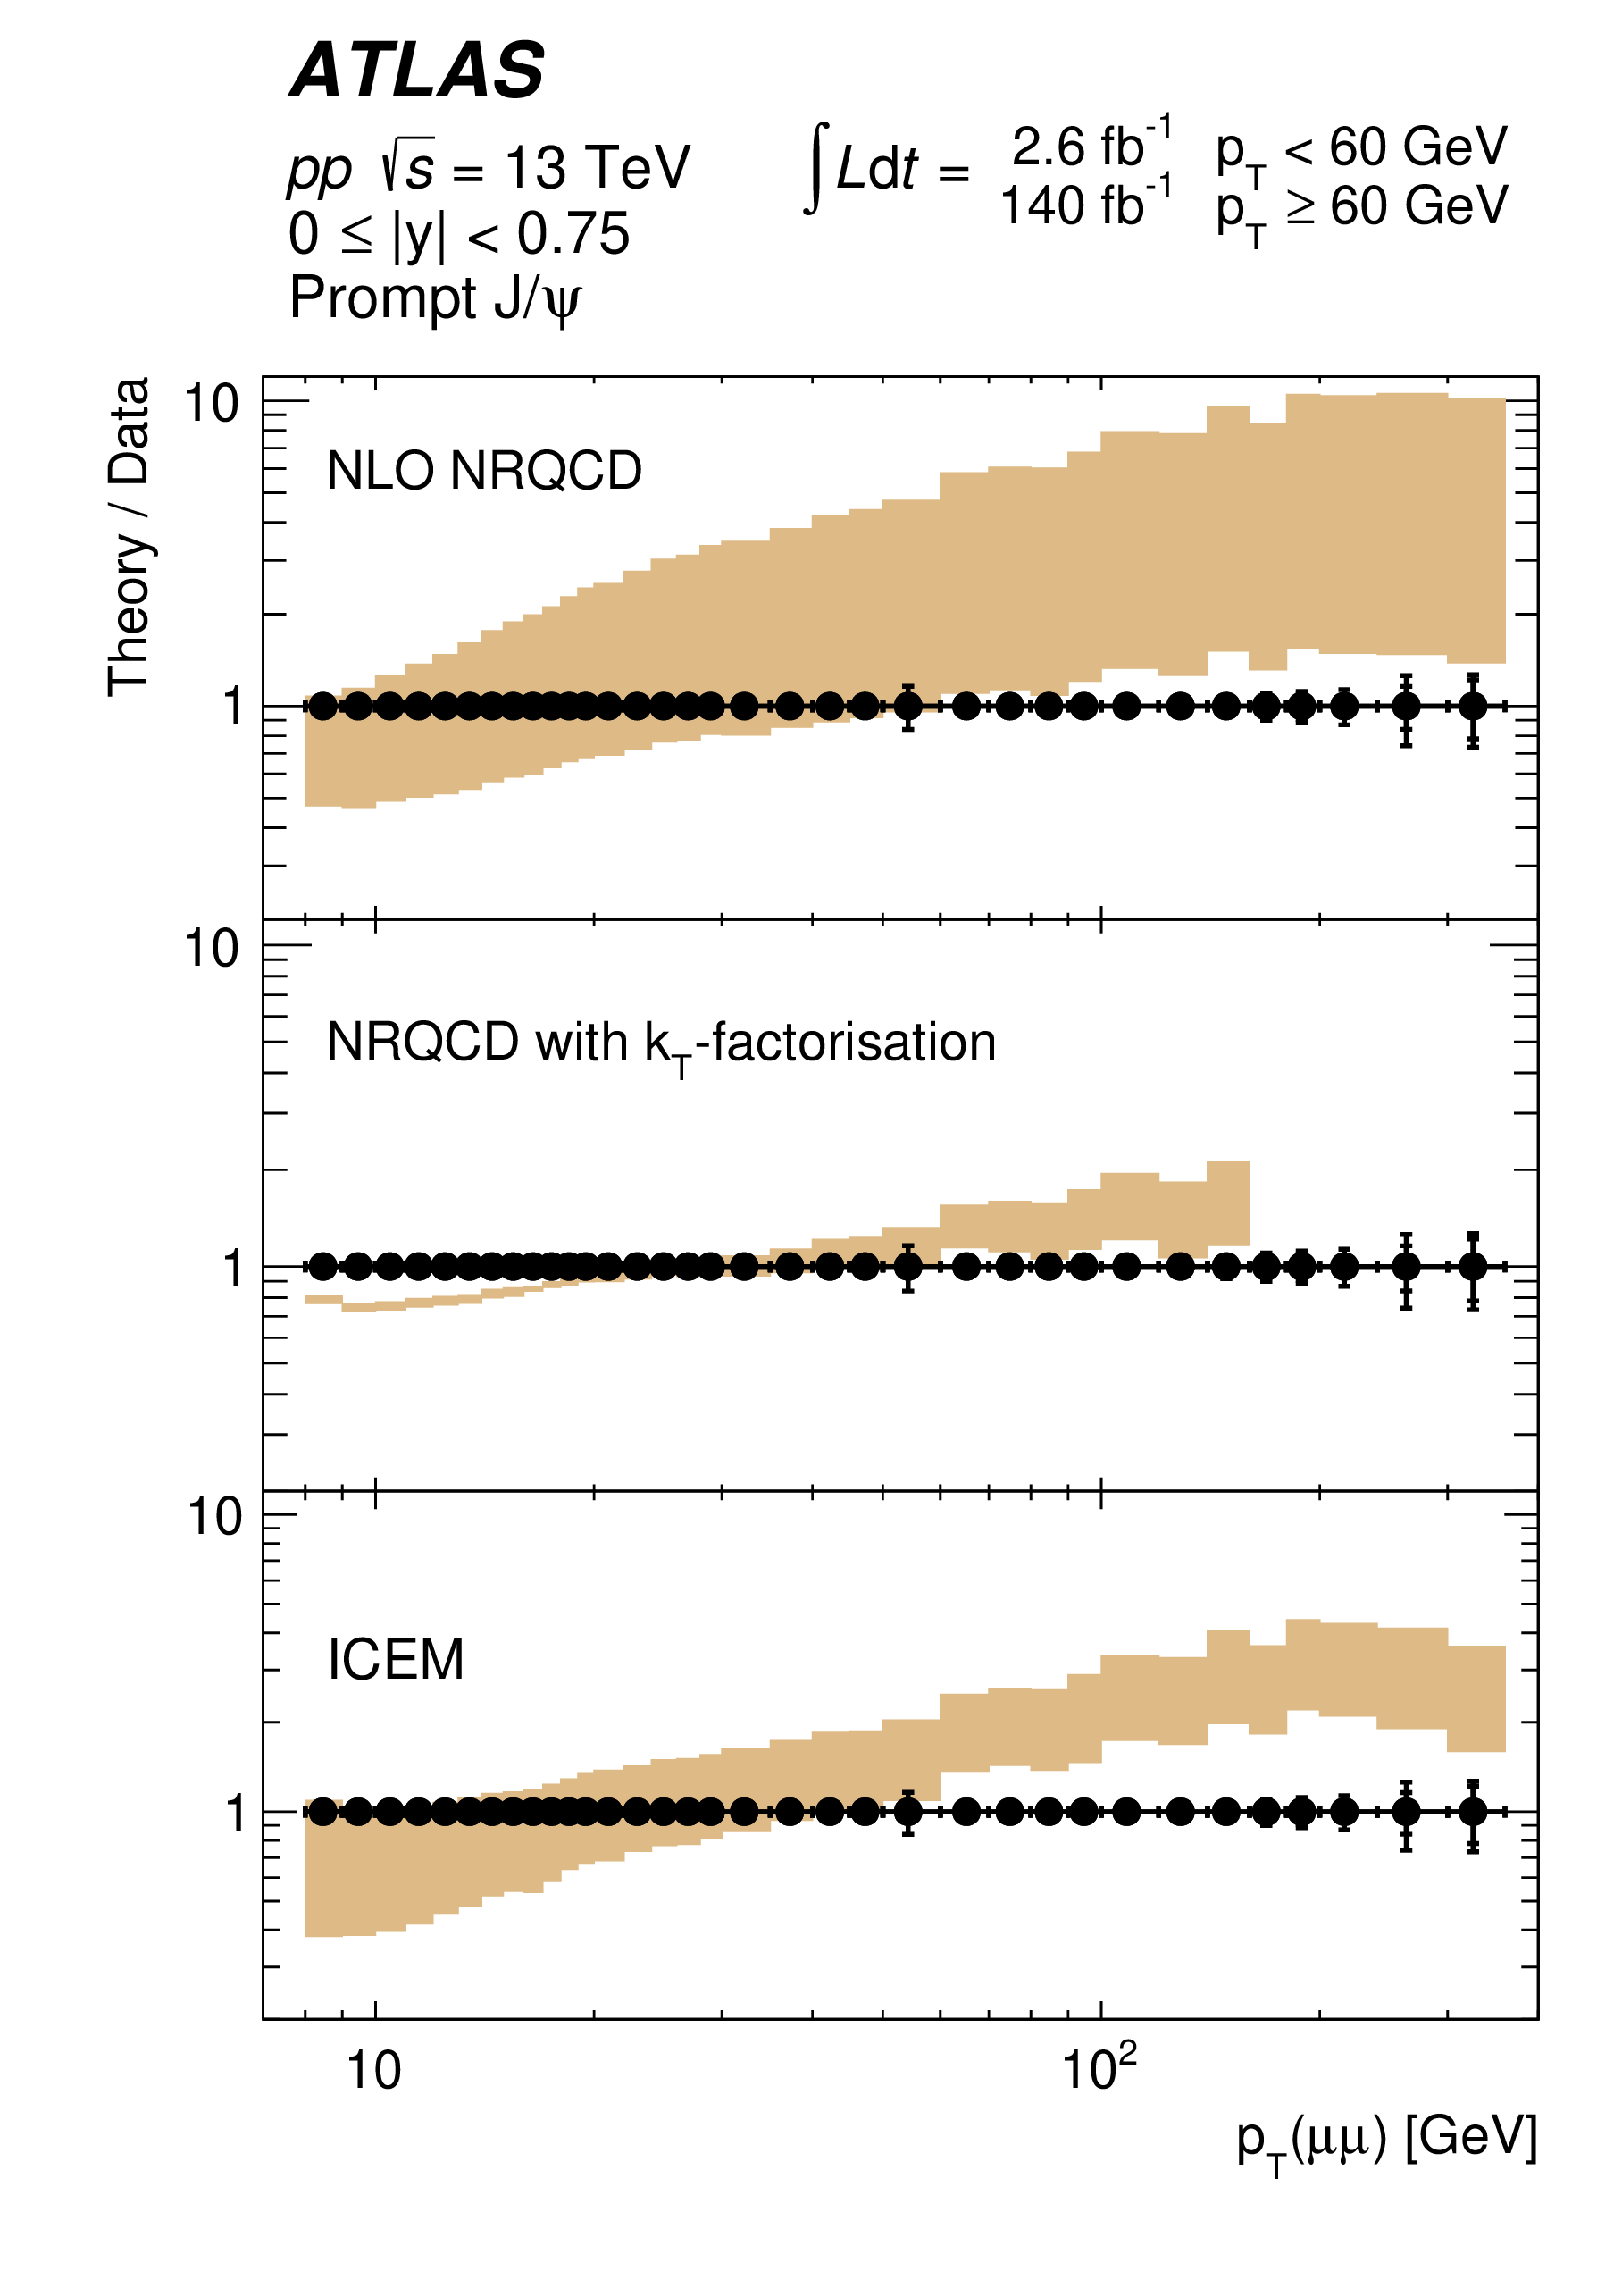 ATLAS
pp √s = 13 TeV
∫Ldt = 2.6 fb⁻¹ p_T < 60 GeV
140 fb⁻¹ p_T ≥ 60 GeV
0 ≤ |y| < 0.75
Prompt J/ψ
Theory / Data
10
NLO NRQCD
1
10
NRQCD with k_T-factorisation
1
10
ICEM
1
10
10²
p_T(μμ) [GeV]